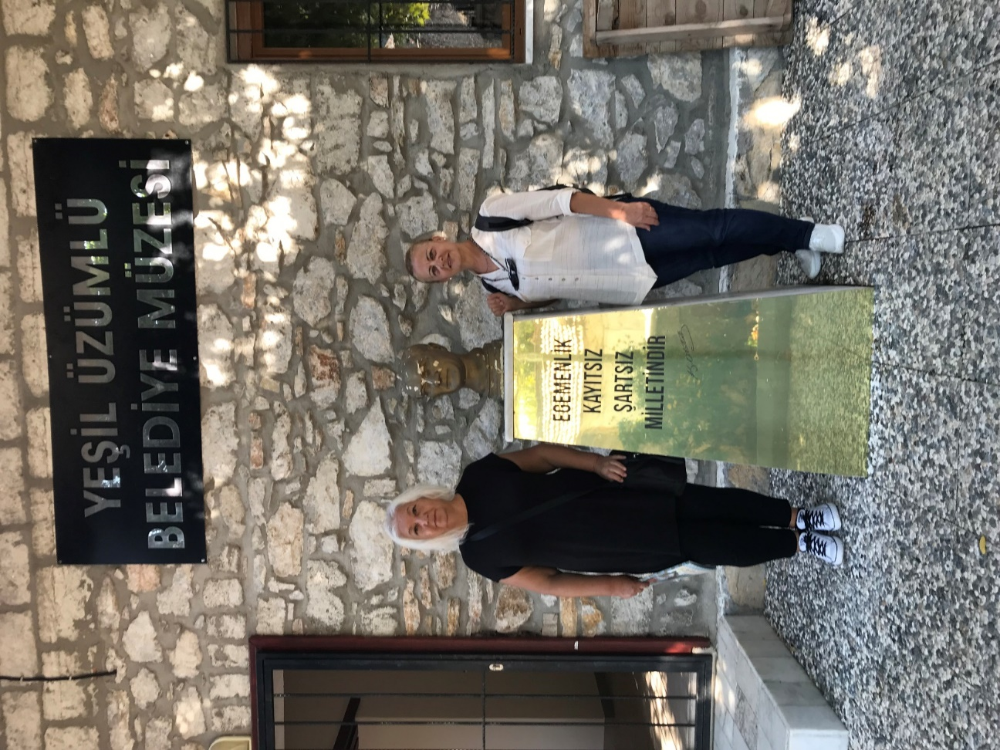 YEŞİL ÜZÜMLÜ
BELEDİYE MÜZESİ
EGEMENLİK
KAYITSIZ
ŞARTSIZ
MİLLETİNDİR